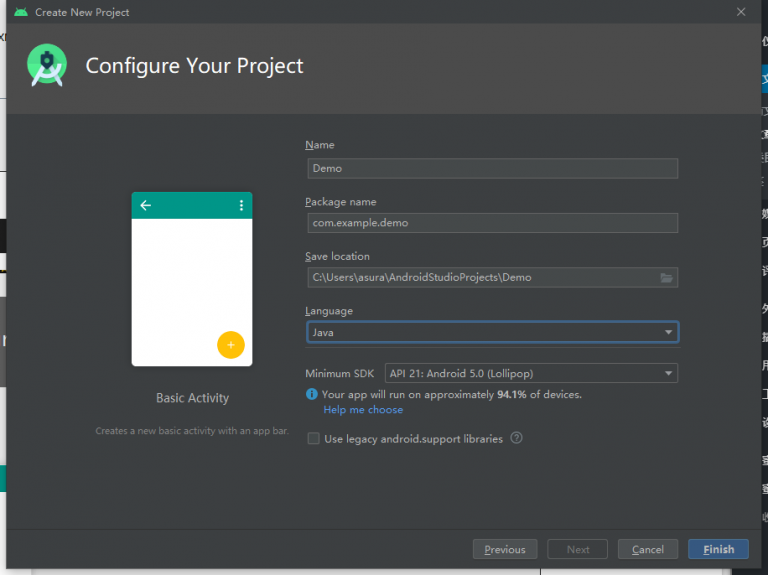 Create New Project
Configure Your Project
Name
Demo
Package name
com.example.demo
Save location
C:\Users\asura\AndroidStudioProjects\Demo
Language
Java
Minimum SDK
API 21: Android 5.0 (Lollipop)
Your app will run on approximately 94.1% of devices.
Help me choose
Use legacy android.support libraries
Basic Activity
Creates a new basic activity with an app bar.
Previous
Next
Cancel
Finish